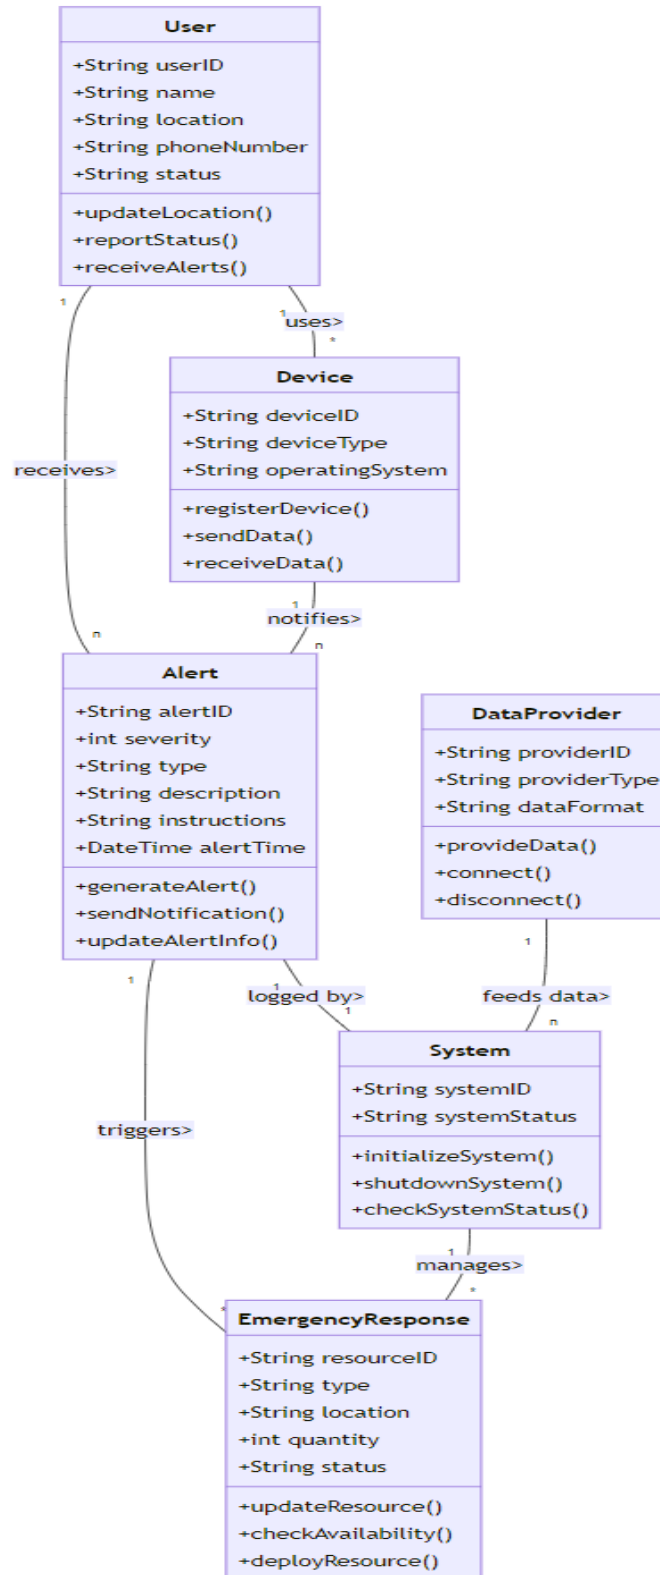 User
+String userID
+String name
+String location
+String phoneNumber
+String status
+updateLocation()
+reportStatus()
+receiveAlerts()
1
1
uses>
*
Device
+String deviceID
+String deviceType
+String operatingSystem
+registerDevice()
+sendData()
+receiveData()
receives>
1
notifies>
n
n
Alert
+String alertID
+int severity
+String type
+String description
+String instructions
+DateTime alertTime
+generateAlert()
+sendNotification()
+updateAlertInfo()
DataProvider
+String providerID
+String providerType
+String dataFormat
+provideData()
+connect()
+disconnect()
1
1
logged by>
1
1
feeds data>
n
System
+String systemID
+String systemStatus
+initializeSystem()
+shutdownSystem()
+checkSystemStatus()
triggers>
1
manages>
*
*
EmergencyResponse
+String resourceID
+String type
+String location
+int quantity
+String status
+updateResource()
+checkAvailability()
+deployResource()